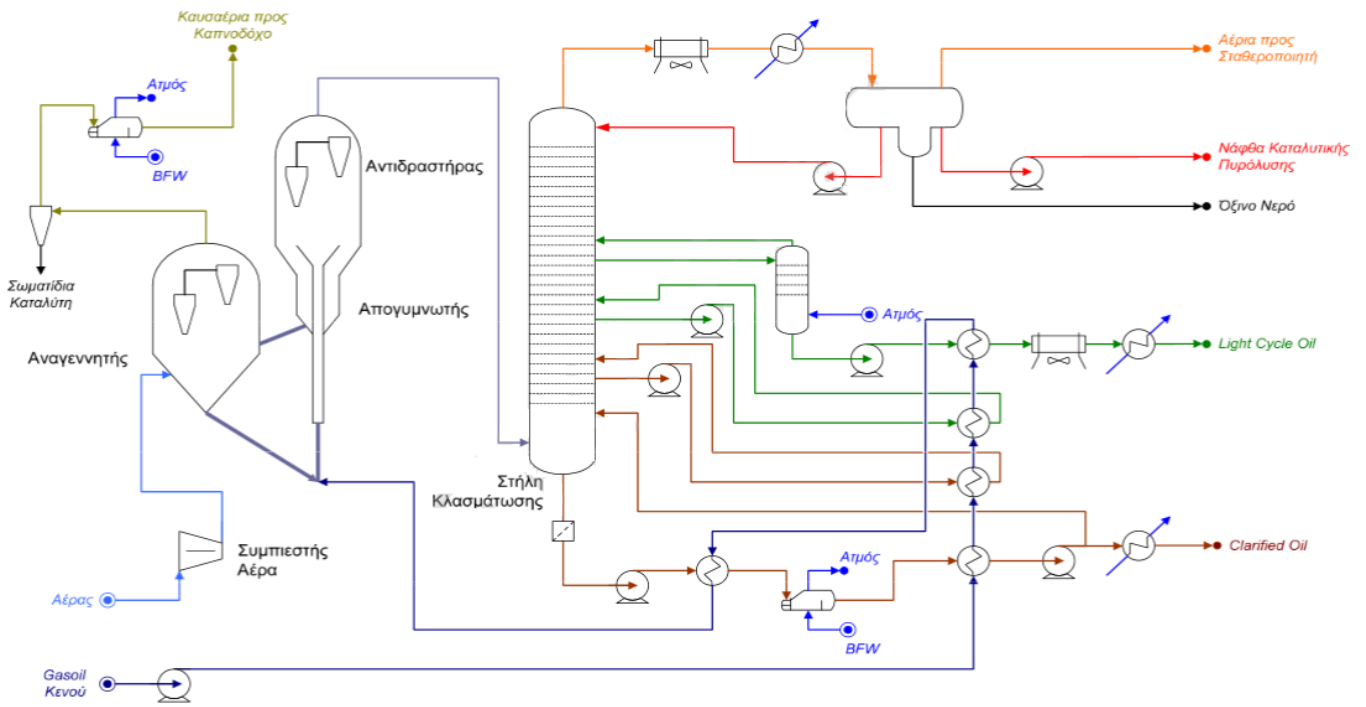 Καυσαέρια προς
Καπνοδόχο
Ατμός
BFW
Σωματίδια
Καταλύτη
Αντιδραστήρας
Απογυμνωτής
Αναγεννητής
Συμπιεστής
Αέρα
Αέρας
Gasoil
Κενού
Στήλη
Κλασμάτωσης
Αέρια προς
Σταθεροποιητή
Νάφθα Καταλυτικής
Πυρόλυσης
Όξινο Νερό
Ατμός
Light Cycle Oil
Clarified Oil
Ατμός
BFW